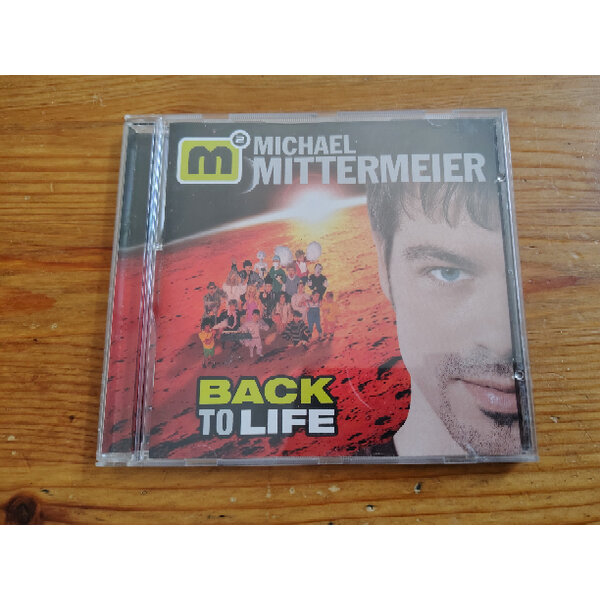 m²
MICHAEL
MITTERMEIER
BACK
TO LIFE